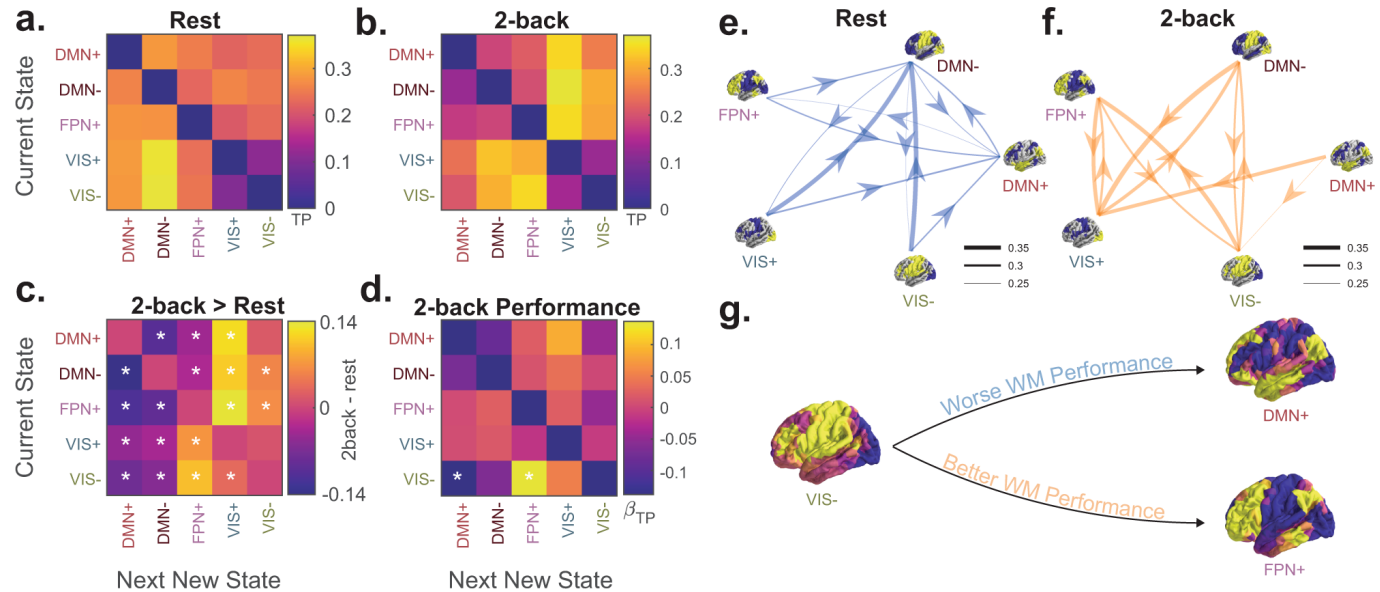 a.
Rest
Current State
DMN+
DMN-
FPN+
VIS+
VIS-
DMN+
DMN-
FPN+
VIS+
VIS-
0.3
0.2
0.1
0
TP
b.
2-back
DMN+
DMN-
FPN+
VIS+
VIS-
DMN+
DMN-
FPN+
VIS+
VIS-
0.3
0.2
0.1
0
TP
e.
Rest
DMN-
FPN+
DMN+
VIS+
VIS-
0.35
0.3
0.25
f.
2-back
DMN-
FPN+
DMN+
VIS+
VIS-
0.35
0.3
0.25
c.
2-back > Rest
Current State
DMN+
DMN-
FPN+
VIS+
VIS-
* * *
* * * *
* * * *
* * *
* * * *
DMN+
DMN-
FPN+
VIS+
VIS-
Next New State
0.14
0
-0.14
2back - rest
d.
2-back Performance
DMN+
DMN-
FPN+
VIS+
VIS-
* *
DMN+
DMN-
FPN+
VIS+
VIS-
Next New State
0.1
0.05
0
-0.05
-0.1
βTP
g.
VIS-
Worse WM Performance
DMN+
Better WM Performance
FPN+